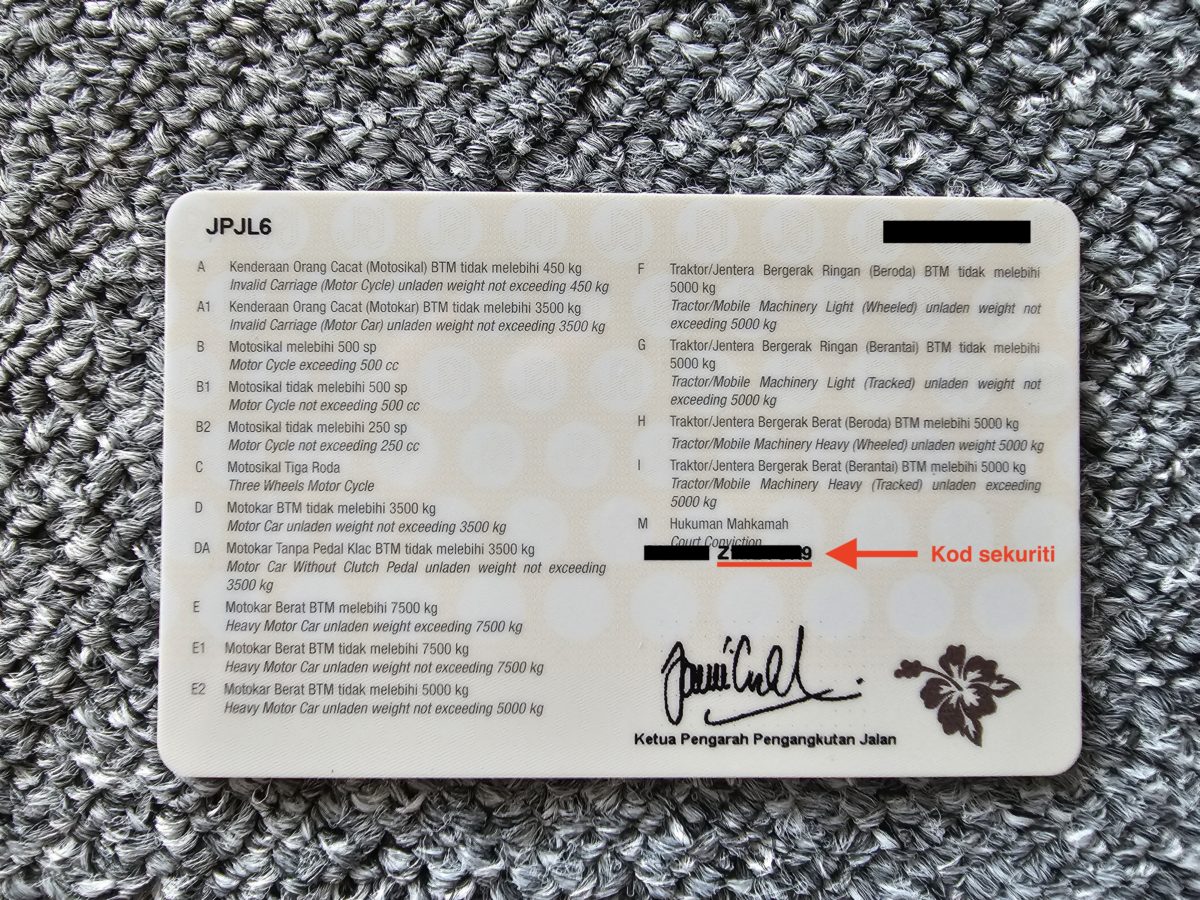 JPJL6
A Kenderaan Orang Cacat (Motosikal) BTM tidak melebihi 450 kg
Invalid Carriage (Motor Cycle) unladen weight not exceeding 450 kg
A1 Kenderaan Orang Cacat (Motokar) BTM tidak melebihi 3500 kg
Invalid Carriage (Motor Car) unladen weight not exceeding 3500 kg
B Motosikal melebihi 500 sp
Motor Cycle exceeding 500 cc
B1 Motosikal tidak melebihi 500 sp
Motor Cycle not exceeding 500 cc
B2 Motosikal tidak melebihi 250 sp
Motor Cycle not exceeding 250 cc
C Motosikal Tiga Roda
Three Wheels Motor Cycle
D Motokar BTM tidak melebihi 3500 kg
Motor Car unladen weight not exceeding 3500 kg
DA Motokar Tanpa Pedal Klac BTM tidak melebihi 3500 kg
Motor Car Without Clutch Pedal unladen weight not exceeding
3500 kg
E Motokar Berat BTM melebihi 7500 kg
Heavy Motor Car unladen weight exceeding 7500 kg
E1 Motokar Berat BTM tidak melebihi 7500 kg
Heavy Motor Car unladen weight not exceeding 7500 kg
E2 Motokar Berat BTM tidak melebihi 5000 kg
Heavy Motor Car unladen weight not exceeding 5000 kg
F Traktor/Jentera Bergerak Ringan (Beroda) BTM tidak melebihi
5000 kg
Tractor/Mobile Machinery Light (Wheeled) unladen weight not
exceeding 5000 kg
G Traktor/Jentera Bergerak Ringan (Berantai) BTM tidak melebihi
5000 kg
Tractor/Mobile Machinery Light (Tracked) unladen weight not
exceeding 5000 kg
H Traktor/Jentera Bergerak Berat (Beroda) BTM melebihi 5000 kg
Tractor/Mobile Machinery Heavy (Wheeled) unladen weight 5000 kg
I Traktor/Jentera Bergerak Berat (Berantai) BTM melebihi 5000 kg
Tractor/Mobile Machinery Heavy (Tracked) unladen exceeding
5000 kg
M Hukuman Mahkamah
Court Conviction
Z 9 Kod sekuriti
Ketua Pengarah Pengangkutan Jalan